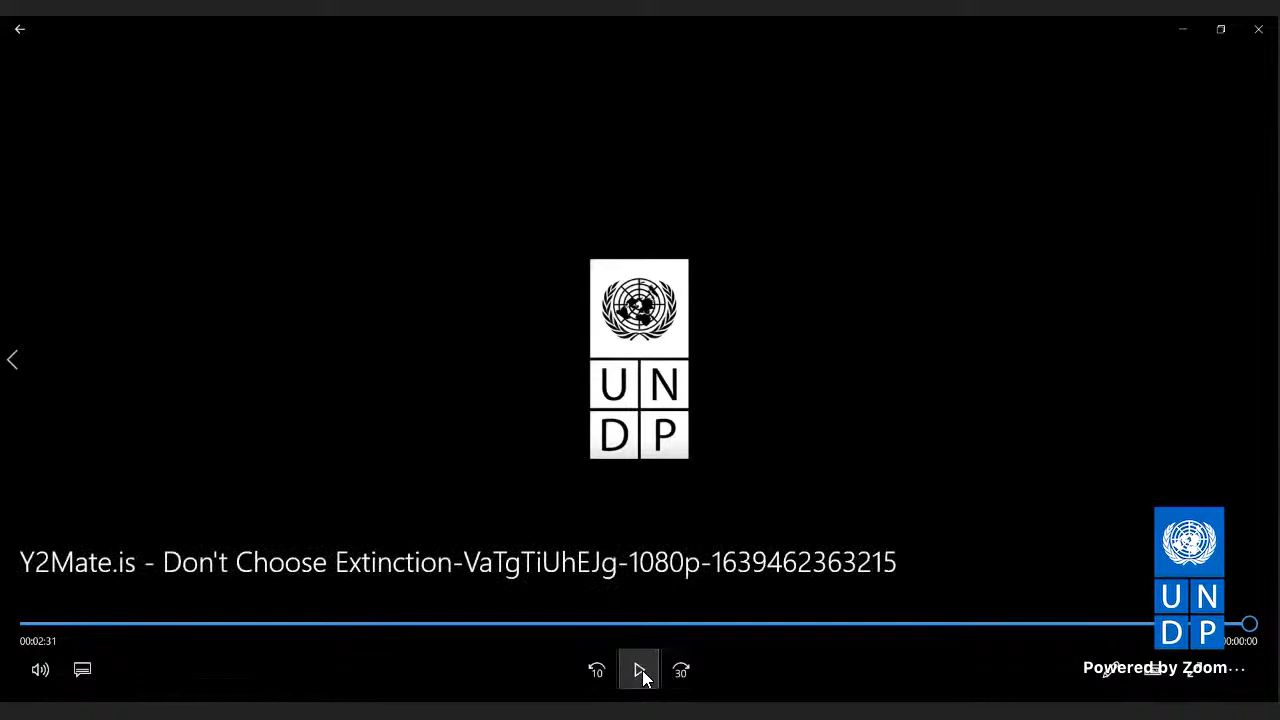 U N
D P
Y2Mate.is - Don't Choose Extinction-VaTgTiUhEJg-1080p-1639462363215
U N
D P
00:02:31
00:00:00
10
30
Powered by Zoom